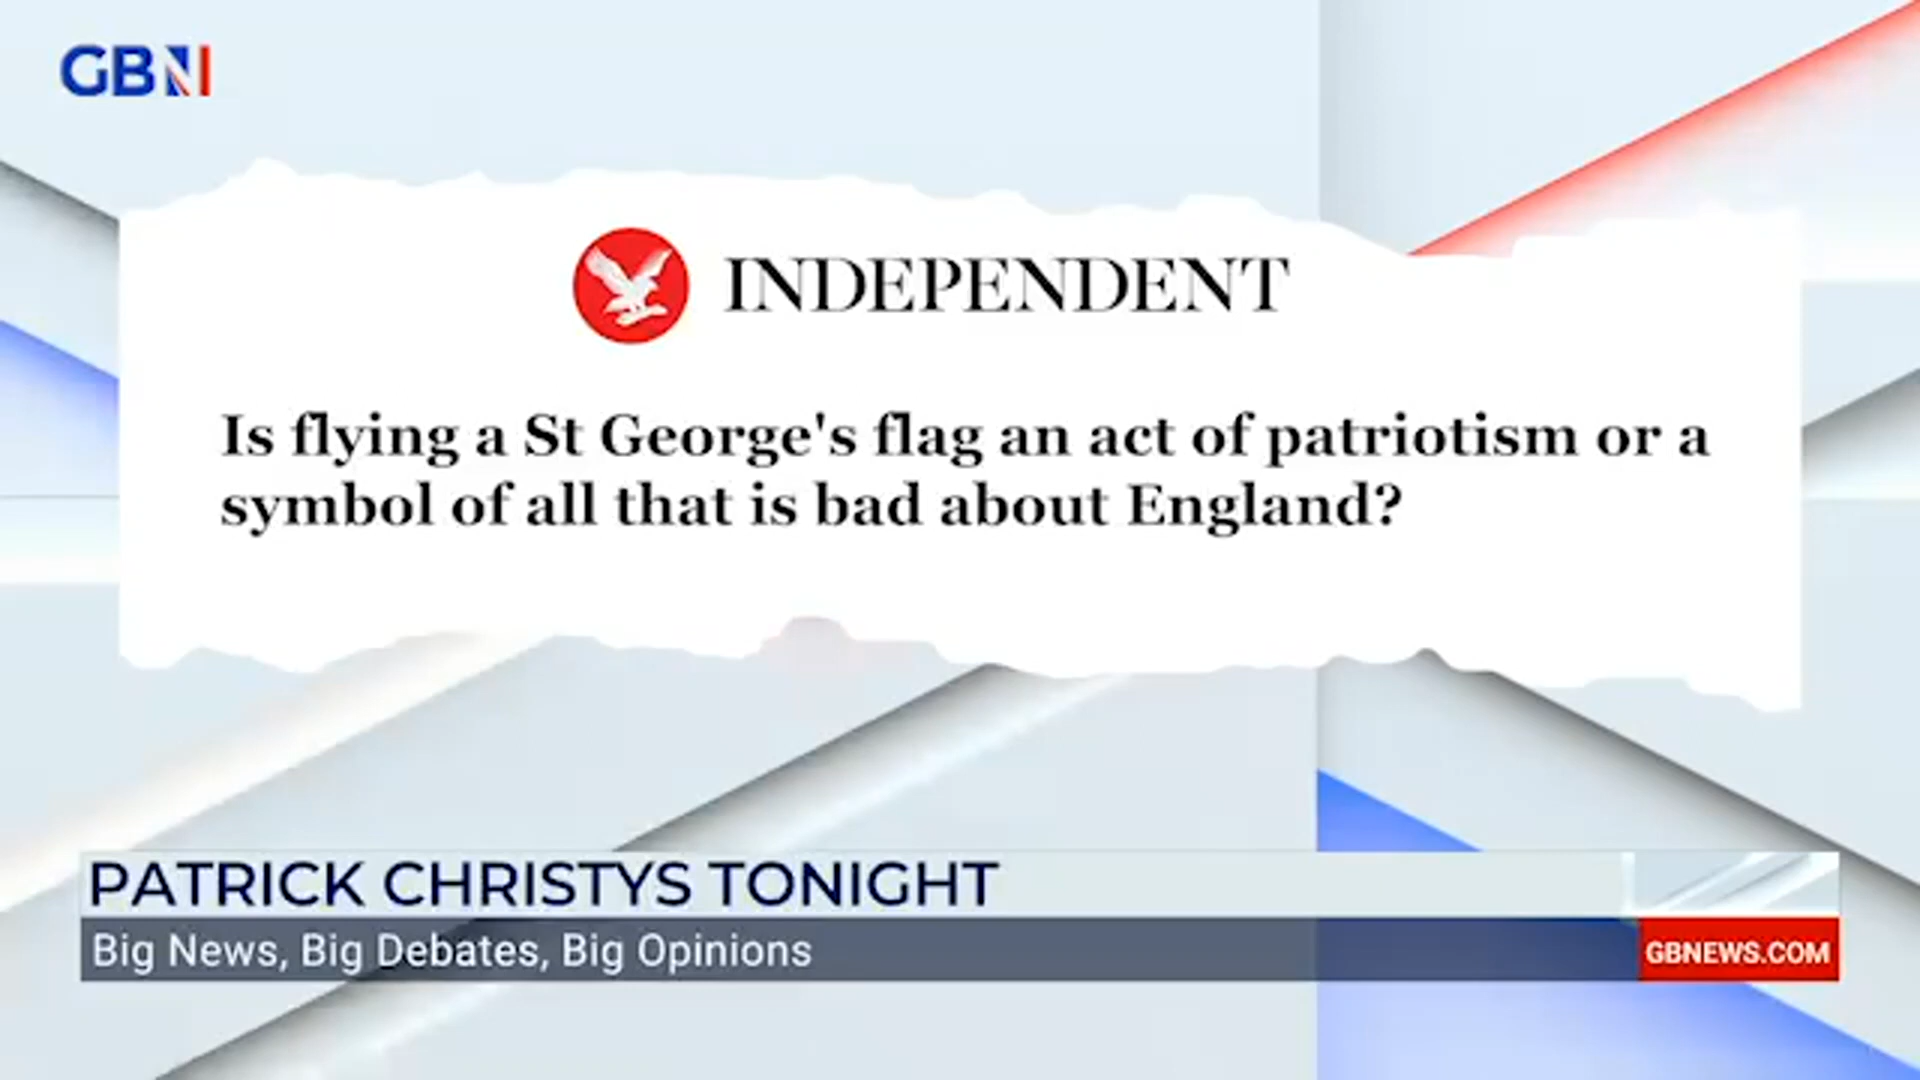 GBN
INDEPENDENT
Is flying a St George's flag an act of patriotism or a
symbol of all that is bad about England?
PATRICK CHRISTYS TONIGHT
Big News, Big Debates, Big Opinions
GBNEWS.COM